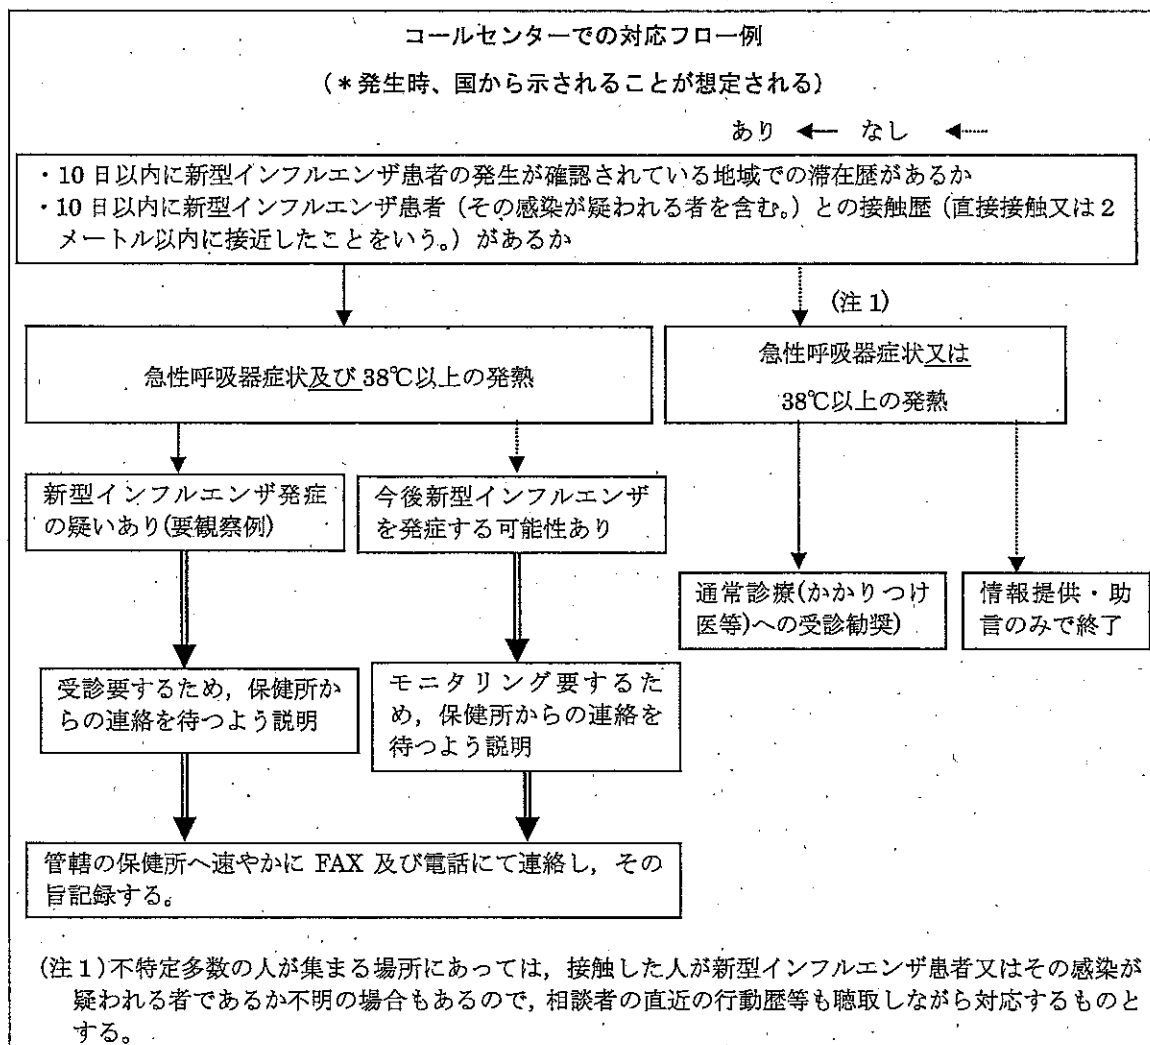 コールセンターでの対応フロー例
(＊発生時、国から示されることが想定される)
あり ← なし ←
・10 日以内に新型インフルエンザ患者の発生が確認されている地域での滞在歴があるか
・10 日以内に新型インフルエンザ患者（その感染が疑われる者を含む。）との接触歴（直接接触又は2
メートル以内に接近したことをいう。）があるか
(注 1)
急性呼吸器症状及び 38℃以上の発熱
急性呼吸器症状又は
38℃以上の発熱
新型インフルエンザ発症
の疑いあり(要観察例)
今後新型インフルエンザ
を発症する可能性あり
通常診療(かかりつけ
医等)への受診勧奨)
情報提供・助
言のみで終了
受診要するため，保健所か
らの連絡を待つよう説明
モニタリング要するた
め，保健所からの連絡を
待つよう説明
管轄の保健所へ速やかに FAX 及び電話にて連絡し，その
旨記録する。
(注 1)不特定多数の人が集まる場所にあっては，接触した人が新型インフルエンザ患者又はその感染が
疑われる者であるか不明の場合もあるので，相談者の直近の行動歴等も聴取しながら対応するものと
する。